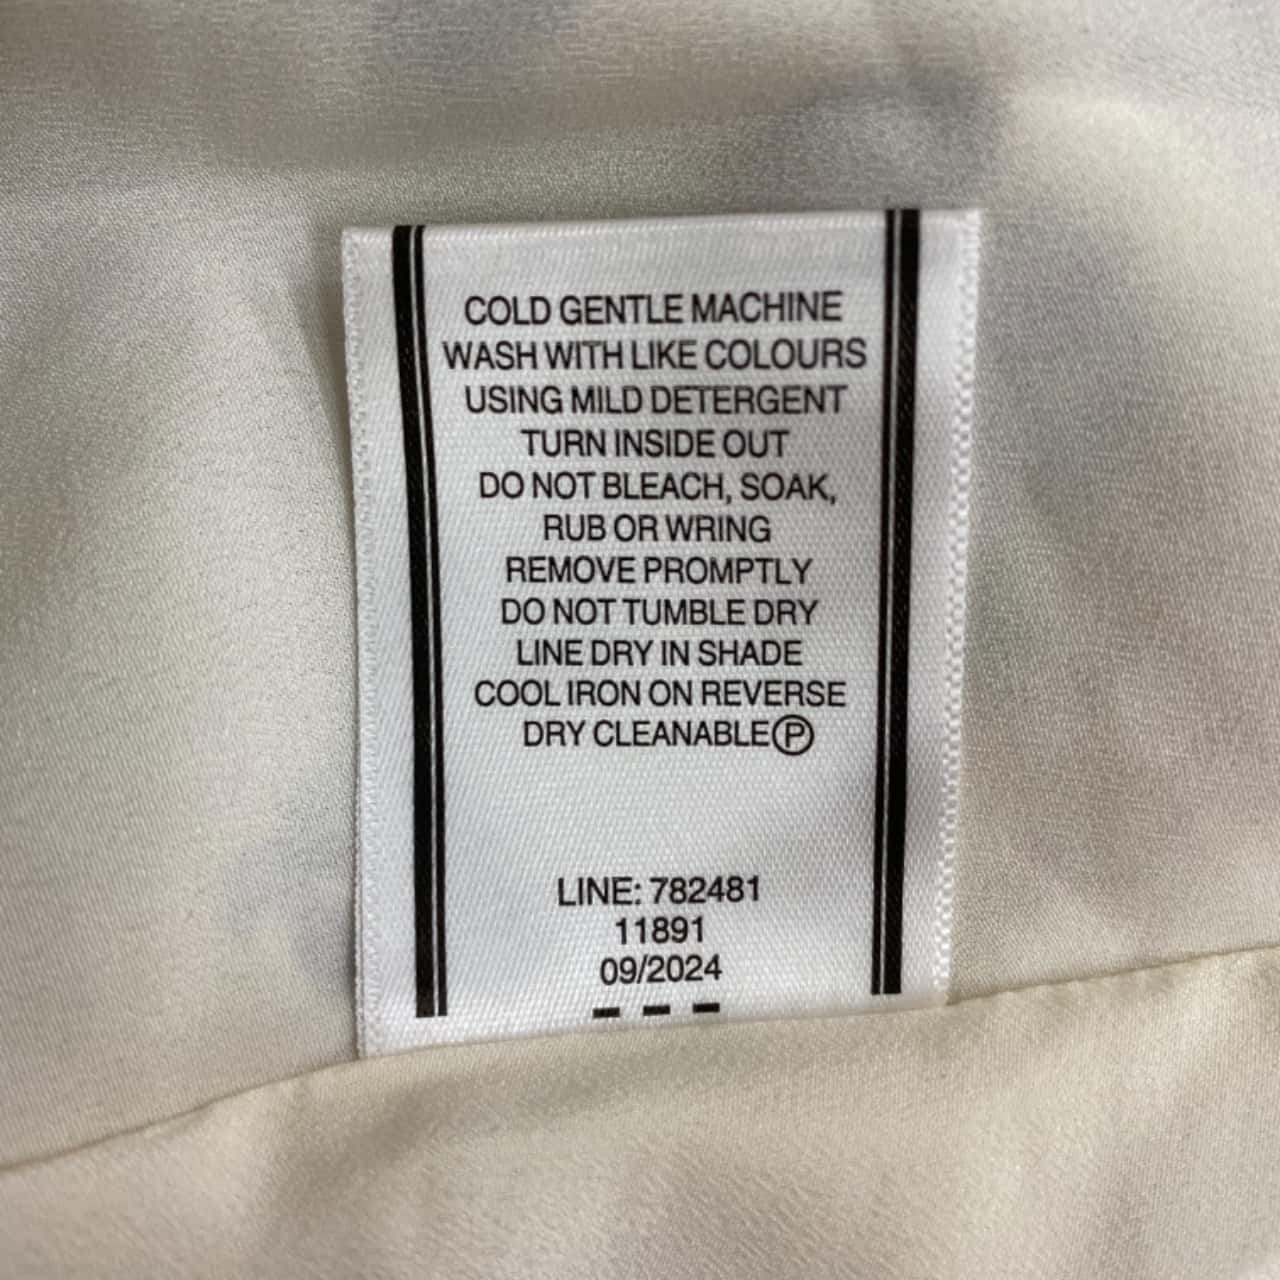 COLD GENTLE MACHINE
WASH WITH LIKE COLOURS
USING MILD DETERGENT
TURN INSIDE OUT
DO NOT BLEACH, SOAK,
RUB OR WRING
REMOVE PROMPTLY
DO NOT TUMBLE DRY
LINE DRY IN SHADE
COOL IRON ON REVERSE
DRY CLEANABLE Ⓟ
LINE: 782481
11891
09/2024